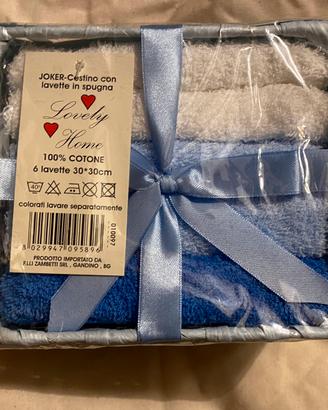 JOKER-Cestino con
lavette in spugna
Lovely
Home
100% COTONE
6 lavette 30*30cm
40°
colorati lavare separatamente
8 029947 095896
460010
PRODOTTO IMPORTATO DA
F.LLI ZAMBETTI SRL , GANDINO , BG